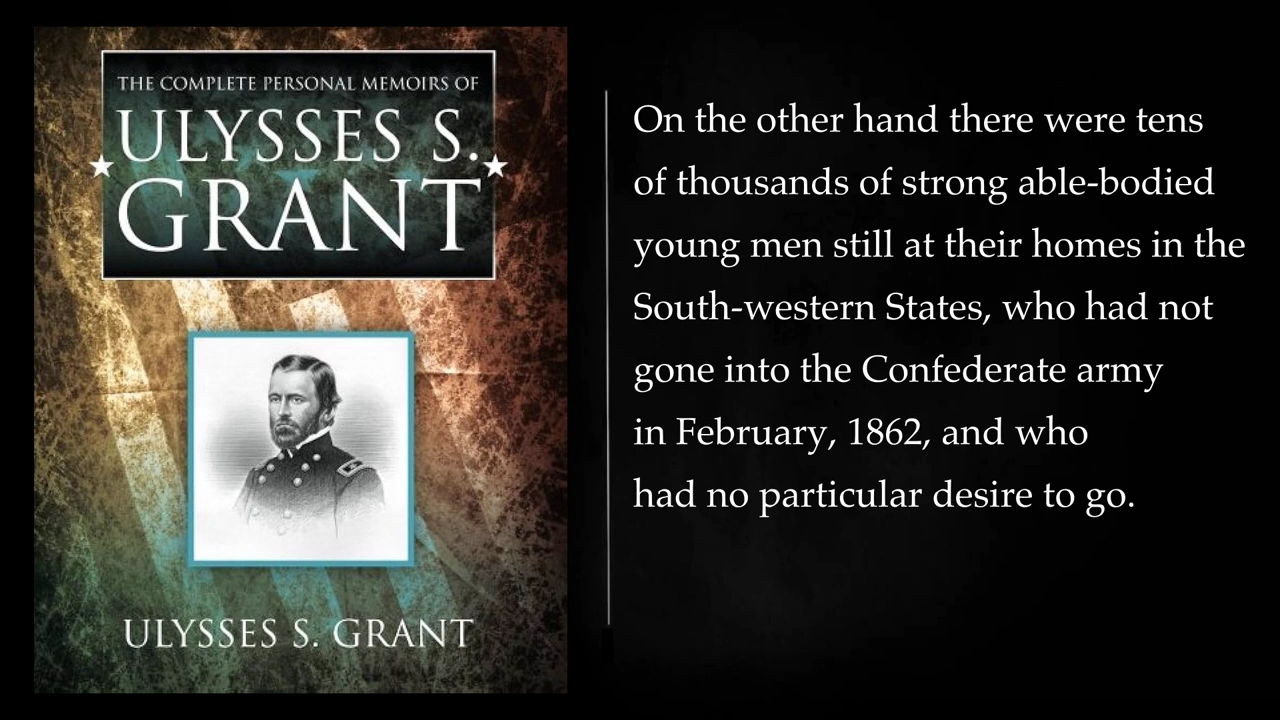 THE COMPLETE PERSONAL MEMOIRS OF
ULYSSES S.
GRANT
ULYSSES S. GRANT
On the other hand there were tens
of thousands of strong able-bodied
young men still at their homes in the
South-western States, who had not
gone into the Confederate army
in February, 1862, and who
had no particular desire to go.